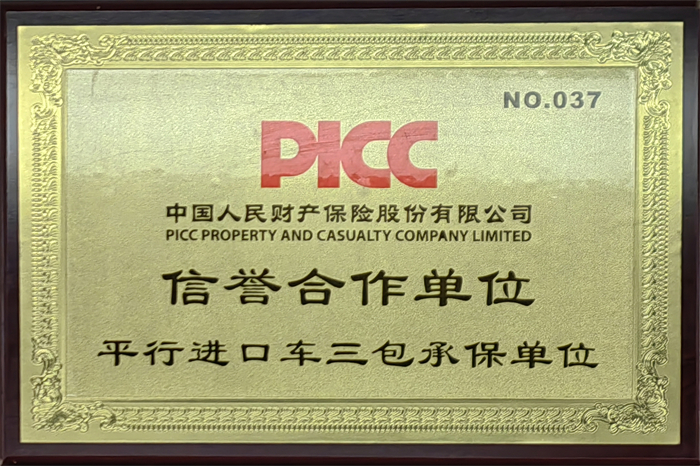 NO.037
PICC
中国人民财产保险股份有限公司
PICC PROPERTY AND CASUALTY COMPANY LIMITED
信誉合作单位
平行进口车三包承保单位